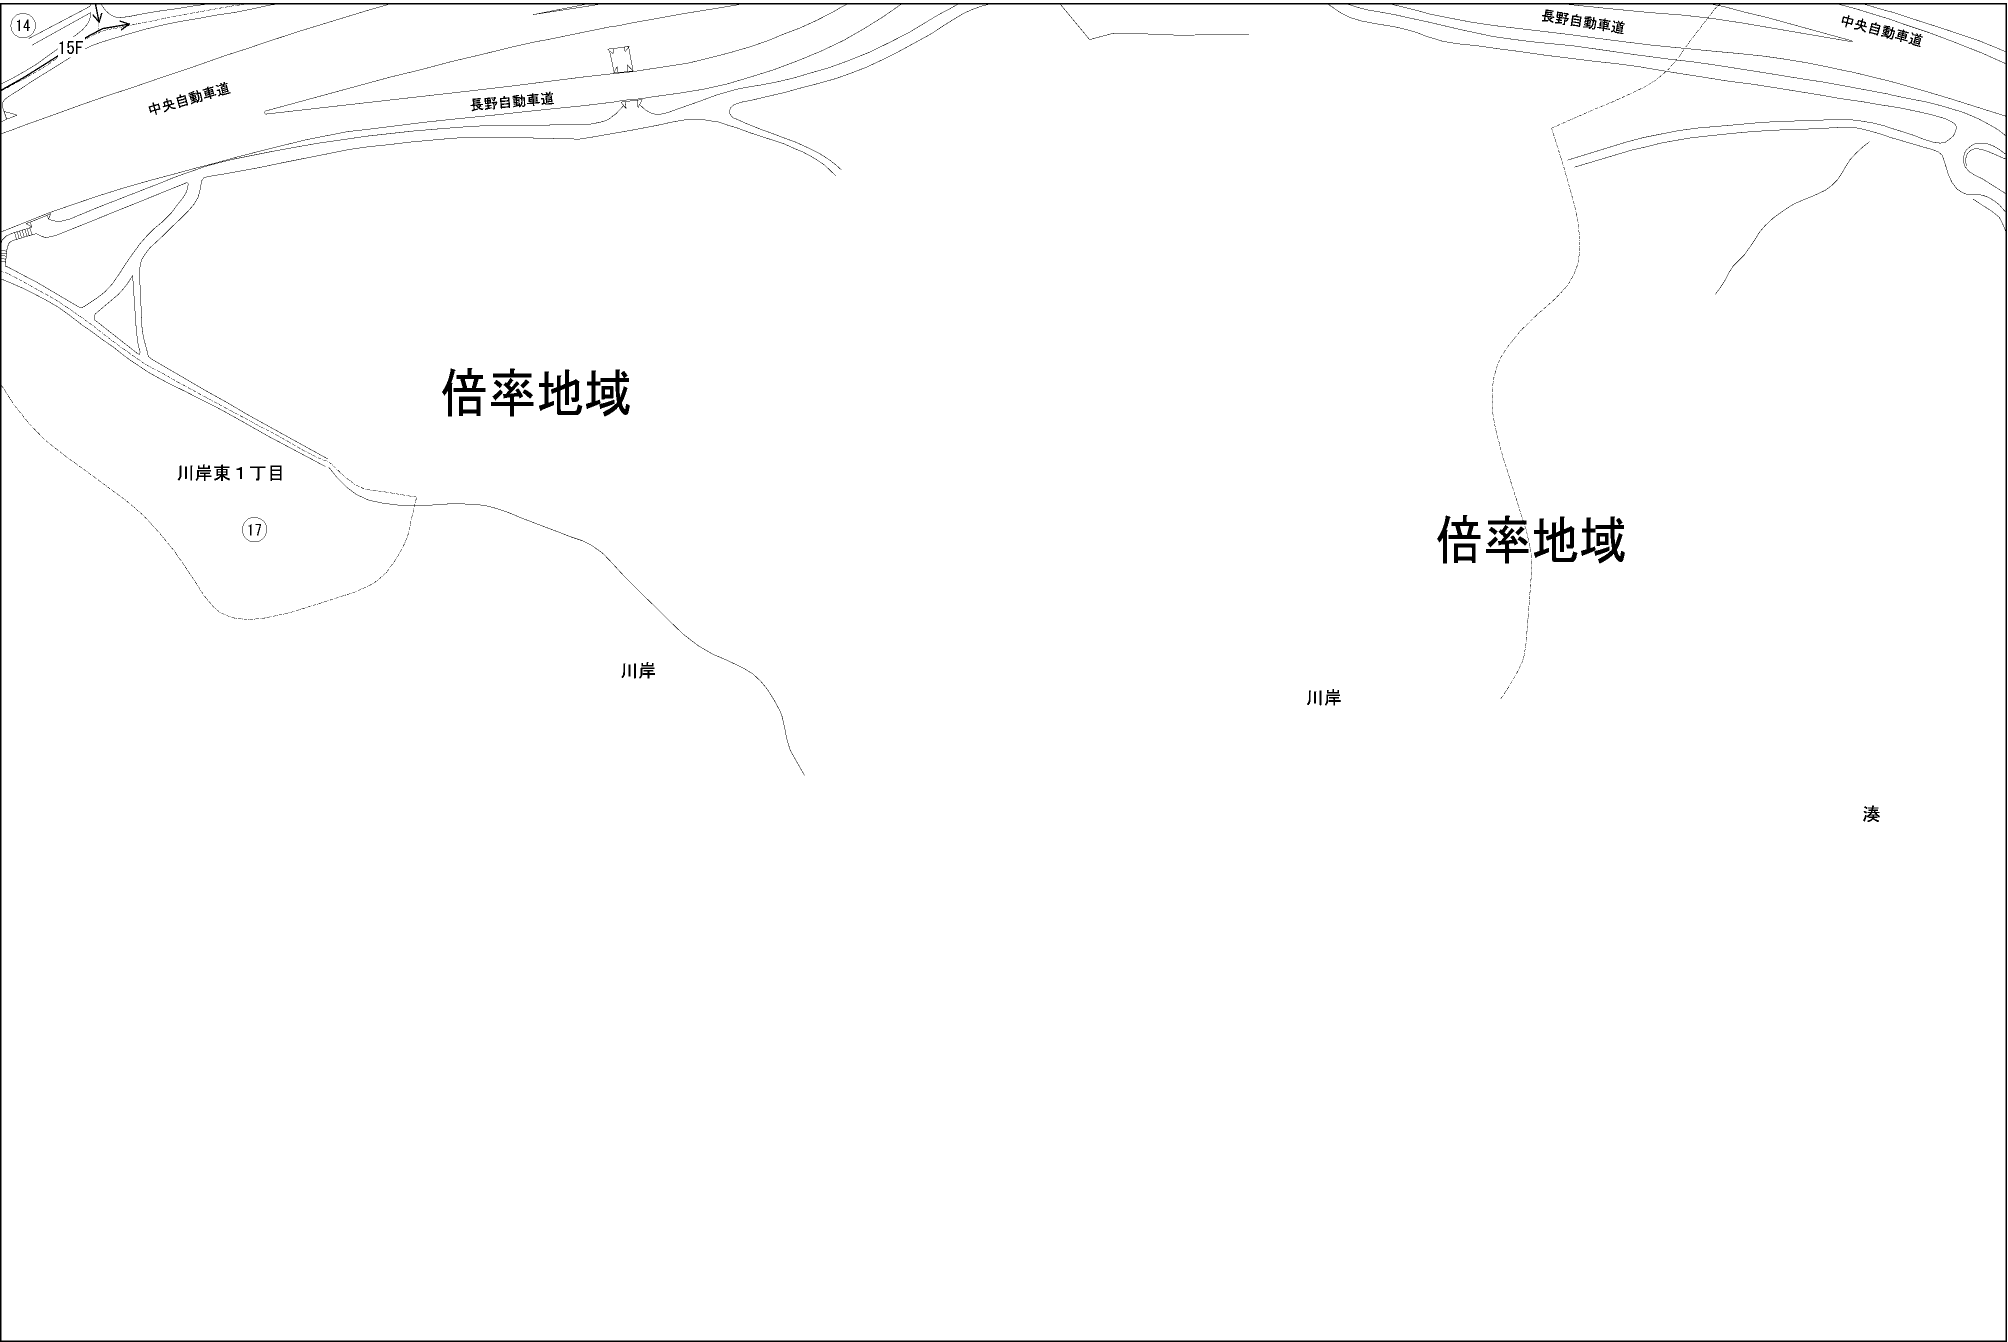 14
15F
長野自動車道
中央自動車道
中央自動車道
長野自動車道
倍率地域
川岸東1丁目
17
倍率地域
川岸
川岸
湊